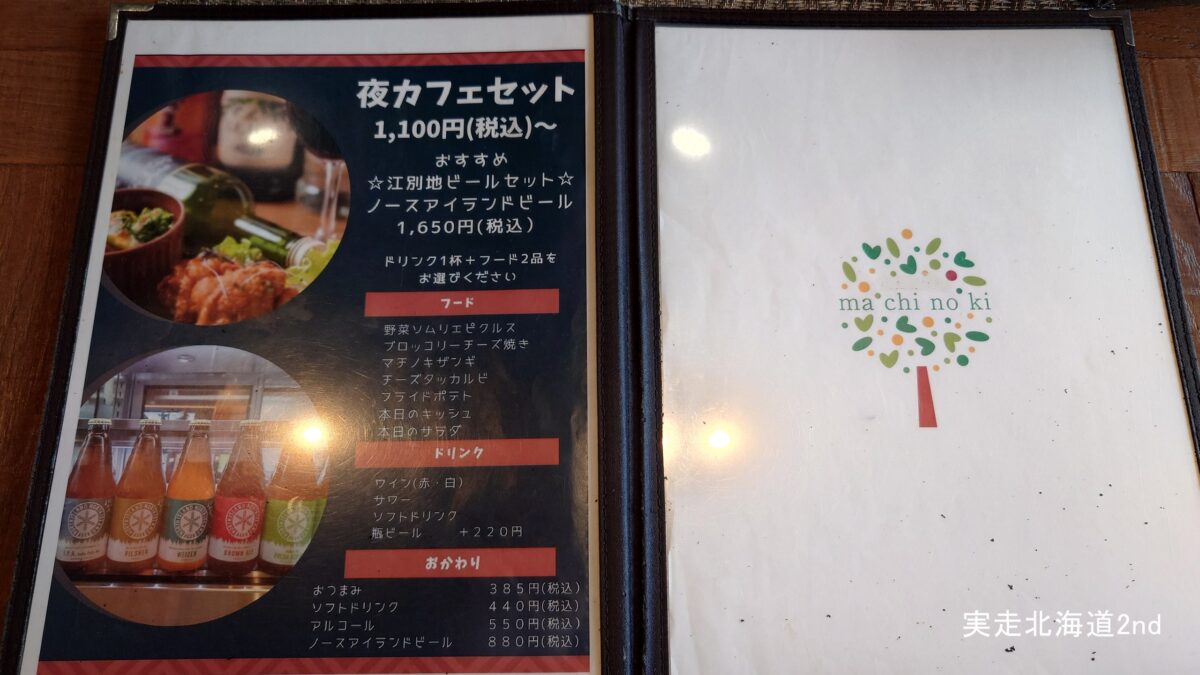 夜カフェセット
1,100円(税込)～
おすすめ
☆江別地ビールセット☆
ノースアイランドビール
1,650円(税込)
ドリンク1杯＋フード2品を
お選びください
フード
野菜ソムリエピクルス
ブロッコリーチーズ焼き
マチノキザンギ
チーズタッカルビ
フライドポテト
本日のキッシュ
本日のサラダ
ドリンク
ワイン(赤・白)
サワー
ソフトドリンク
瓶ビール ＋２２０円
おかわり
おつまみ ３８５円(税込)
ソフトドリンク ４４０円(税込)
アルコール ５５０円(税込)
ノースアイランドビール ８８０円(税込)
PILSNER
WEIZEN
BROWN ALE
ma chi no ki
実走北海道2nd